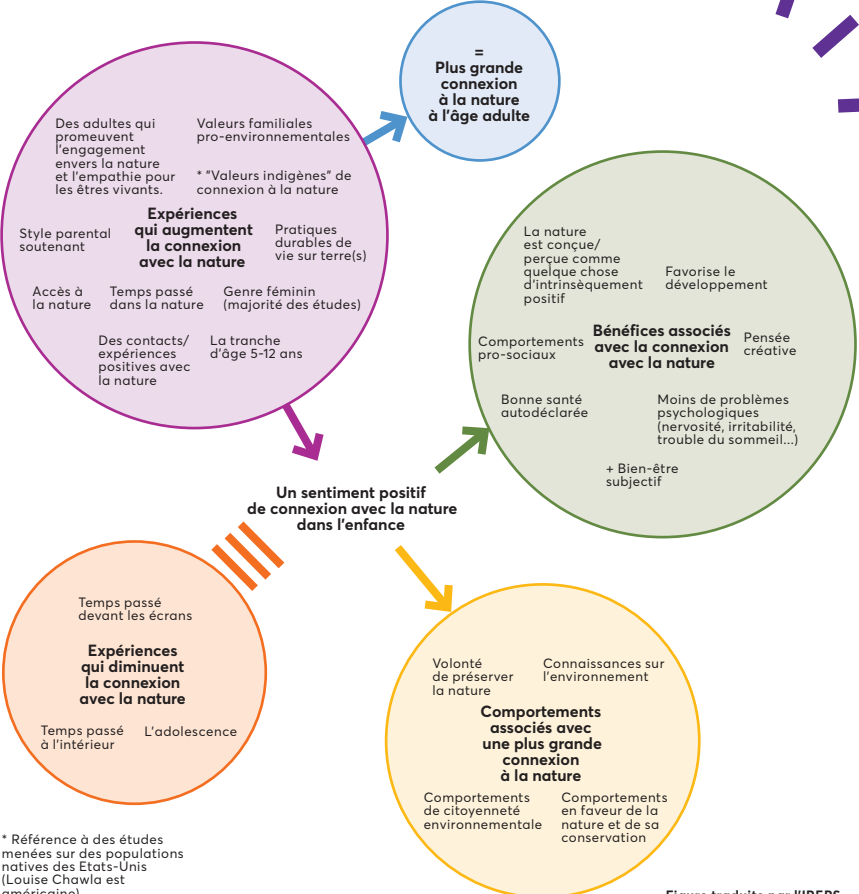 =
Plus grande
connexion
à la nature
à l'âge adulte
Des adultes qui
promeuvent
l'engagement
envers la nature
et l'empathie pour
les êtres vivants.
Valeurs familiales
pro-environnementales
* "Valeurs indigènes" de
connexion à la nature
Style parental
soutenant
Expériences
qui augmentent
la connexion
avec la nature
Pratiques
durables de
vie sur terre(s)
Accès à
la nature
Temps passé
dans la nature
Genre féminin
(majorité des études)
Des contacts/
expériences
positives avec
la nature
La tranche
d'âge 5-12 ans
La nature
est conçue/
perçue comme
quelque chose
d'intrinsèquement
positif
Favorise le
développement
Comportements
pro-sociaux
Bénéfices associés
avec la connexion
avec la nature
Pensée
créative
Bonne santé
autodéclarée
Moins de problèmes
psychologiques
(nervosité, irritabilité,
trouble du sommeil...)
+ Bien-être
subjectif
Un sentiment positif
de connexion avec la nature
dans l'enfance
Temps passé
devant les écrans
Expériences
qui diminuent
la connexion
avec la nature
Temps passé
à l'intérieur
L'adolescence
Volonté
de préserver
la nature
Connaissances sur
l'environnement
Comportements
associés avec
une plus grande
connexion
à la nature
Comportements
de citoyenneté
environnementale
Comportements
en faveur de la
nature et de sa
conservation
* Référence à des études
menées sur des populations
natives des Etats-Unis
(Louise Chawla est
américaine)
Figure traduite par l'IREPS